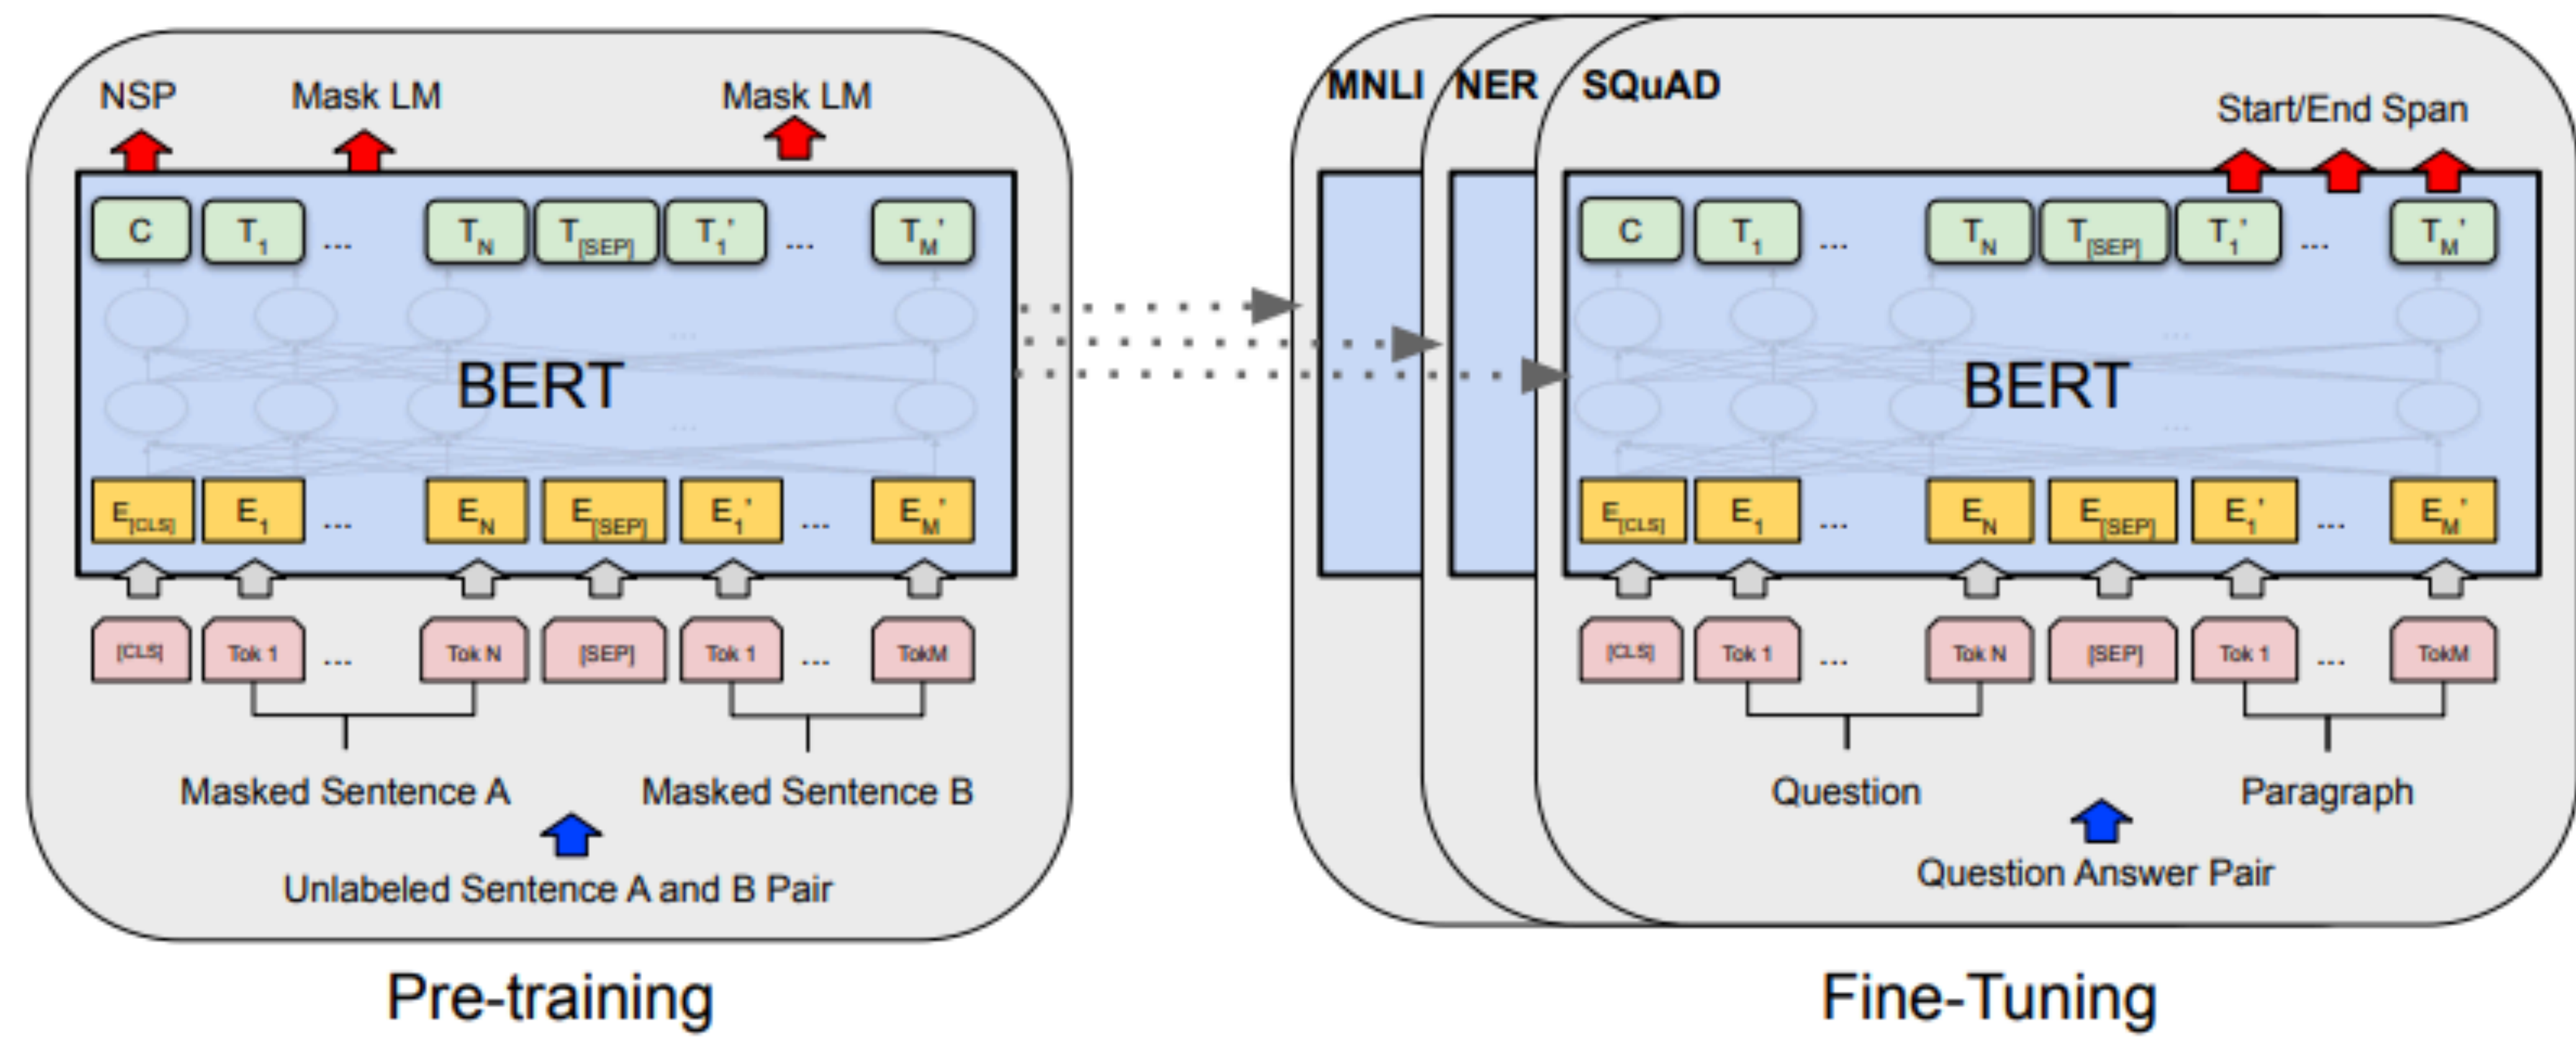 NSP Mask LM Mask LM
C T1 ... TN T[SEP] T1' ... TM'
BERT
E[CLS] E1 ... EN E[SEP] E1' ... EM'
[CLS] Tok 1 ... Tok N [SEP] Tok 1 ... TokM
Masked Sentence A Masked Sentence B
Unlabeled Sentence A and B Pair
Pre-training
MNLI NER SQuAD
Start/End Span
C T1 ... TN T[SEP] T1' ... TM'
BERT
E[CLS] E1 ... EN E[SEP] E1' ... EM'
[CLS] Tok 1 ... Tok N [SEP] Tok 1 ... TokM
Question Paragraph
Question Answer Pair
Fine-Tuning